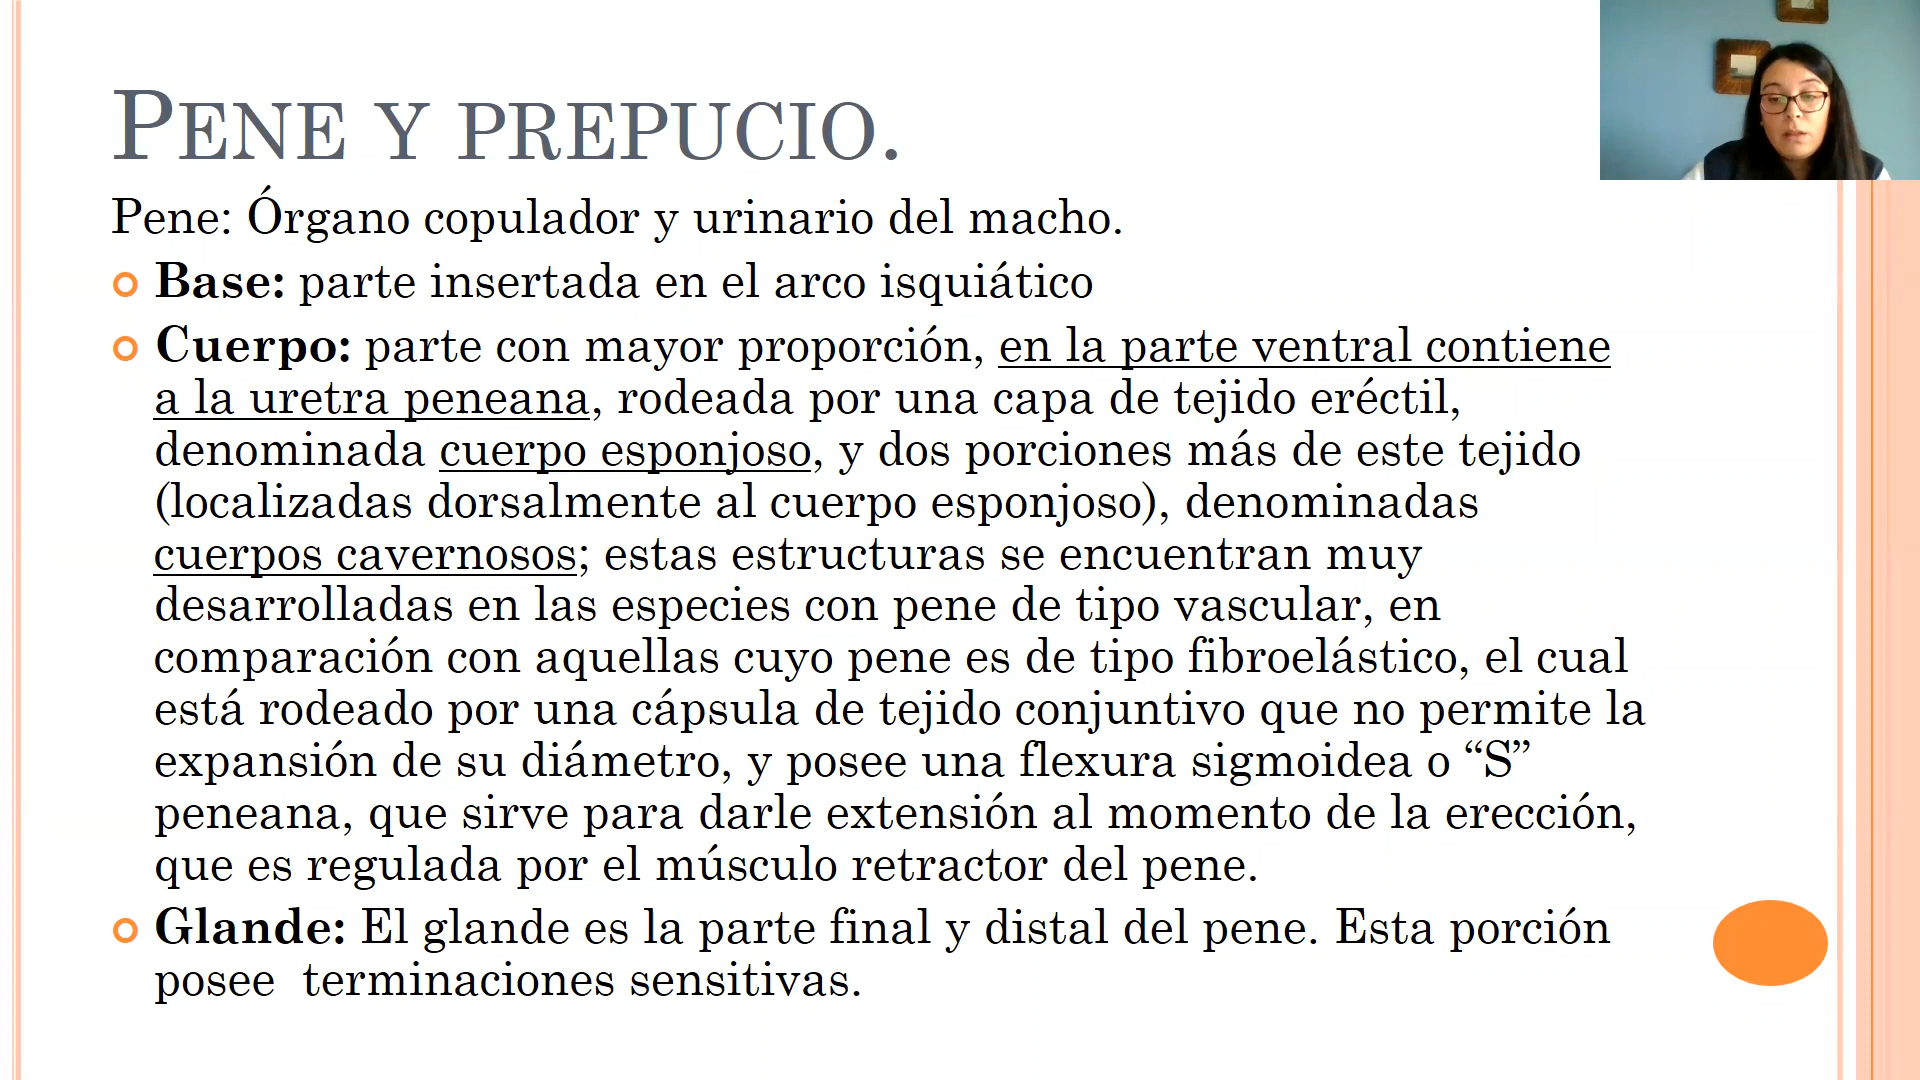 PENE Y PREPUCIO.
Pene: Órgano copulador y urinario del macho.
Base: parte insertada en el arco isquiático
Cuerpo: parte con mayor proporción, en la parte ventral contiene
a la uretra peneana, rodeada por una capa de tejido eréctil,
denominada cuerpo esponjoso, y dos porciones más de este tejido
(localizadas dorsalmente al cuerpo esponjoso), denominadas
cuerpos cavernosos; estas estructuras se encuentran muy
desarrolladas en las especies con pene de tipo vascular, en
comparación con aquellas cuyo pene es de tipo fibroelástico, el cual
está rodeado por una cápsula de tejido conjuntivo que no permite la
expansión de su diámetro, y posee una flexura sigmoidea o “S”
peneana, que sirve para darle extensión al momento de la erección,
que es regulada por el músculo retractor del pene.
Glande: El glande es la parte final y distal del pene. Esta porción
posee  terminaciones sensitivas.